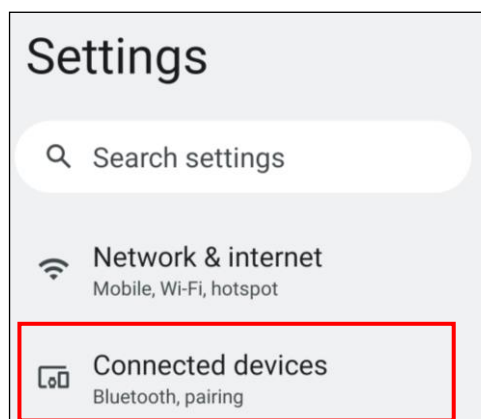 Settings
Search settings
Network & internet
Mobile, Wi-Fi, hotspot
Connected devices
Bluetooth, pairing